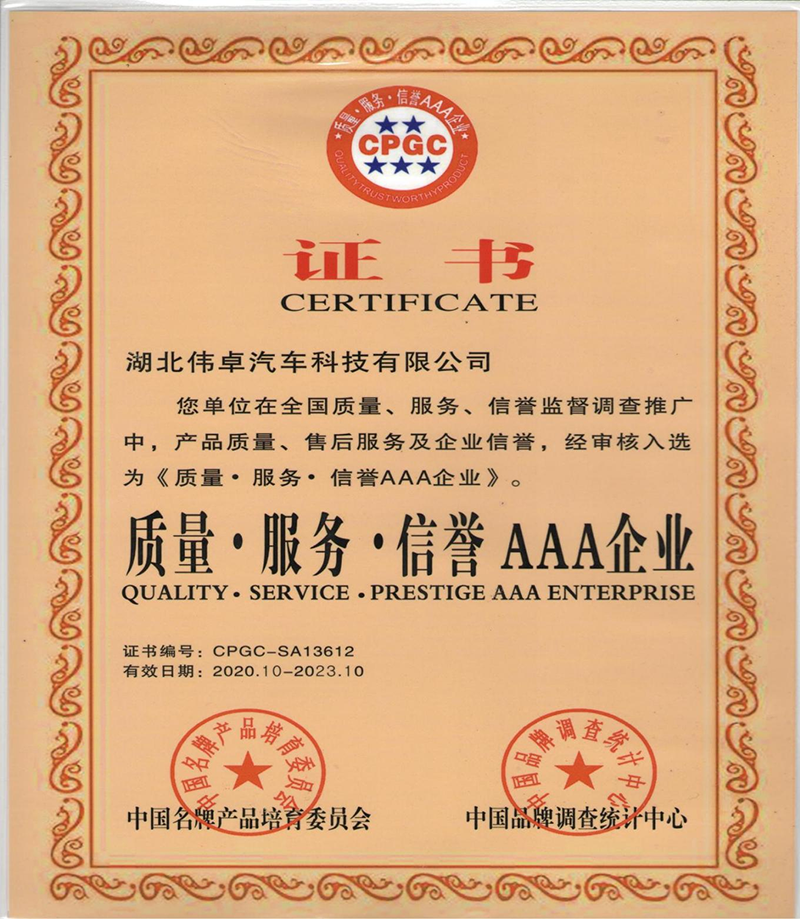 质量·服务·信誉AAA企业
CPGC
QUALITYTRUSTWORTHYPRODUCT
证 书
CERTIFICATE
湖北伟卓汽车科技有限公司
您单位在全国质量、服务、信誉监督调查推广
中，产品质量、售后服务及企业信誉，经审核入选
为《质量·服务·信誉AAA企业》。
质量·服务·信誉 AAA企业
QUALITY·SERVICE·PRESTIGE AAA ENTERPRISE
证书编号：CPGC-SA13612
有效日期：2020.10-2023.10
中国名牌产品培育委员会
中国品牌调查统计中心
中国名牌产品培育委员会
中国品牌调查统计中心